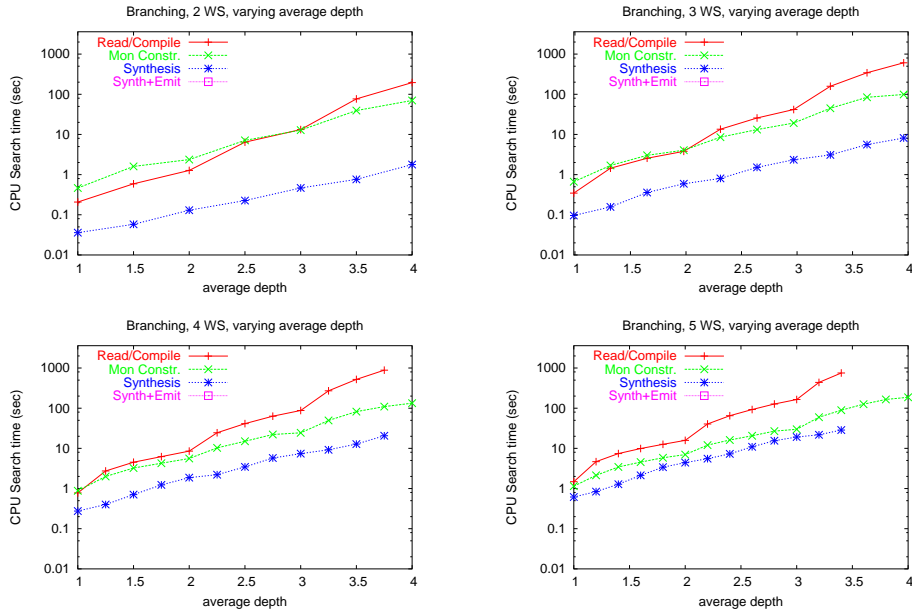 Branching, 2 WS, varying average depth
Read/Compile
Mon Constr.
Synthesis
Synth+Emit
CPU Search time (sec)
1000
100
10
1
0.1
0.01
1 1.5 2 2.5 3 3.5 4
average depth
Branching, 3 WS, varying average depth
Read/Compile
Mon Constr.
Synthesis
Synth+Emit
CPU Search time (sec)
1000
100
10
1
0.1
0.01
1 1.5 2 2.5 3 3.5 4
average depth
Branching, 4 WS, varying average depth
Read/Compile
Mon Constr.
Synthesis
Synth+Emit
CPU Search time (sec)
1000
100
10
1
0.1
0.01
1 1.5 2 2.5 3 3.5 4
average depth
Branching, 5 WS, varying average depth
Read/Compile
Mon Constr.
Synthesis
Synth+Emit
CPU Search time (sec)
1000
100
10
1
0.1
0.01
1 1.5 2 2.5 3 3.5 4
average depth